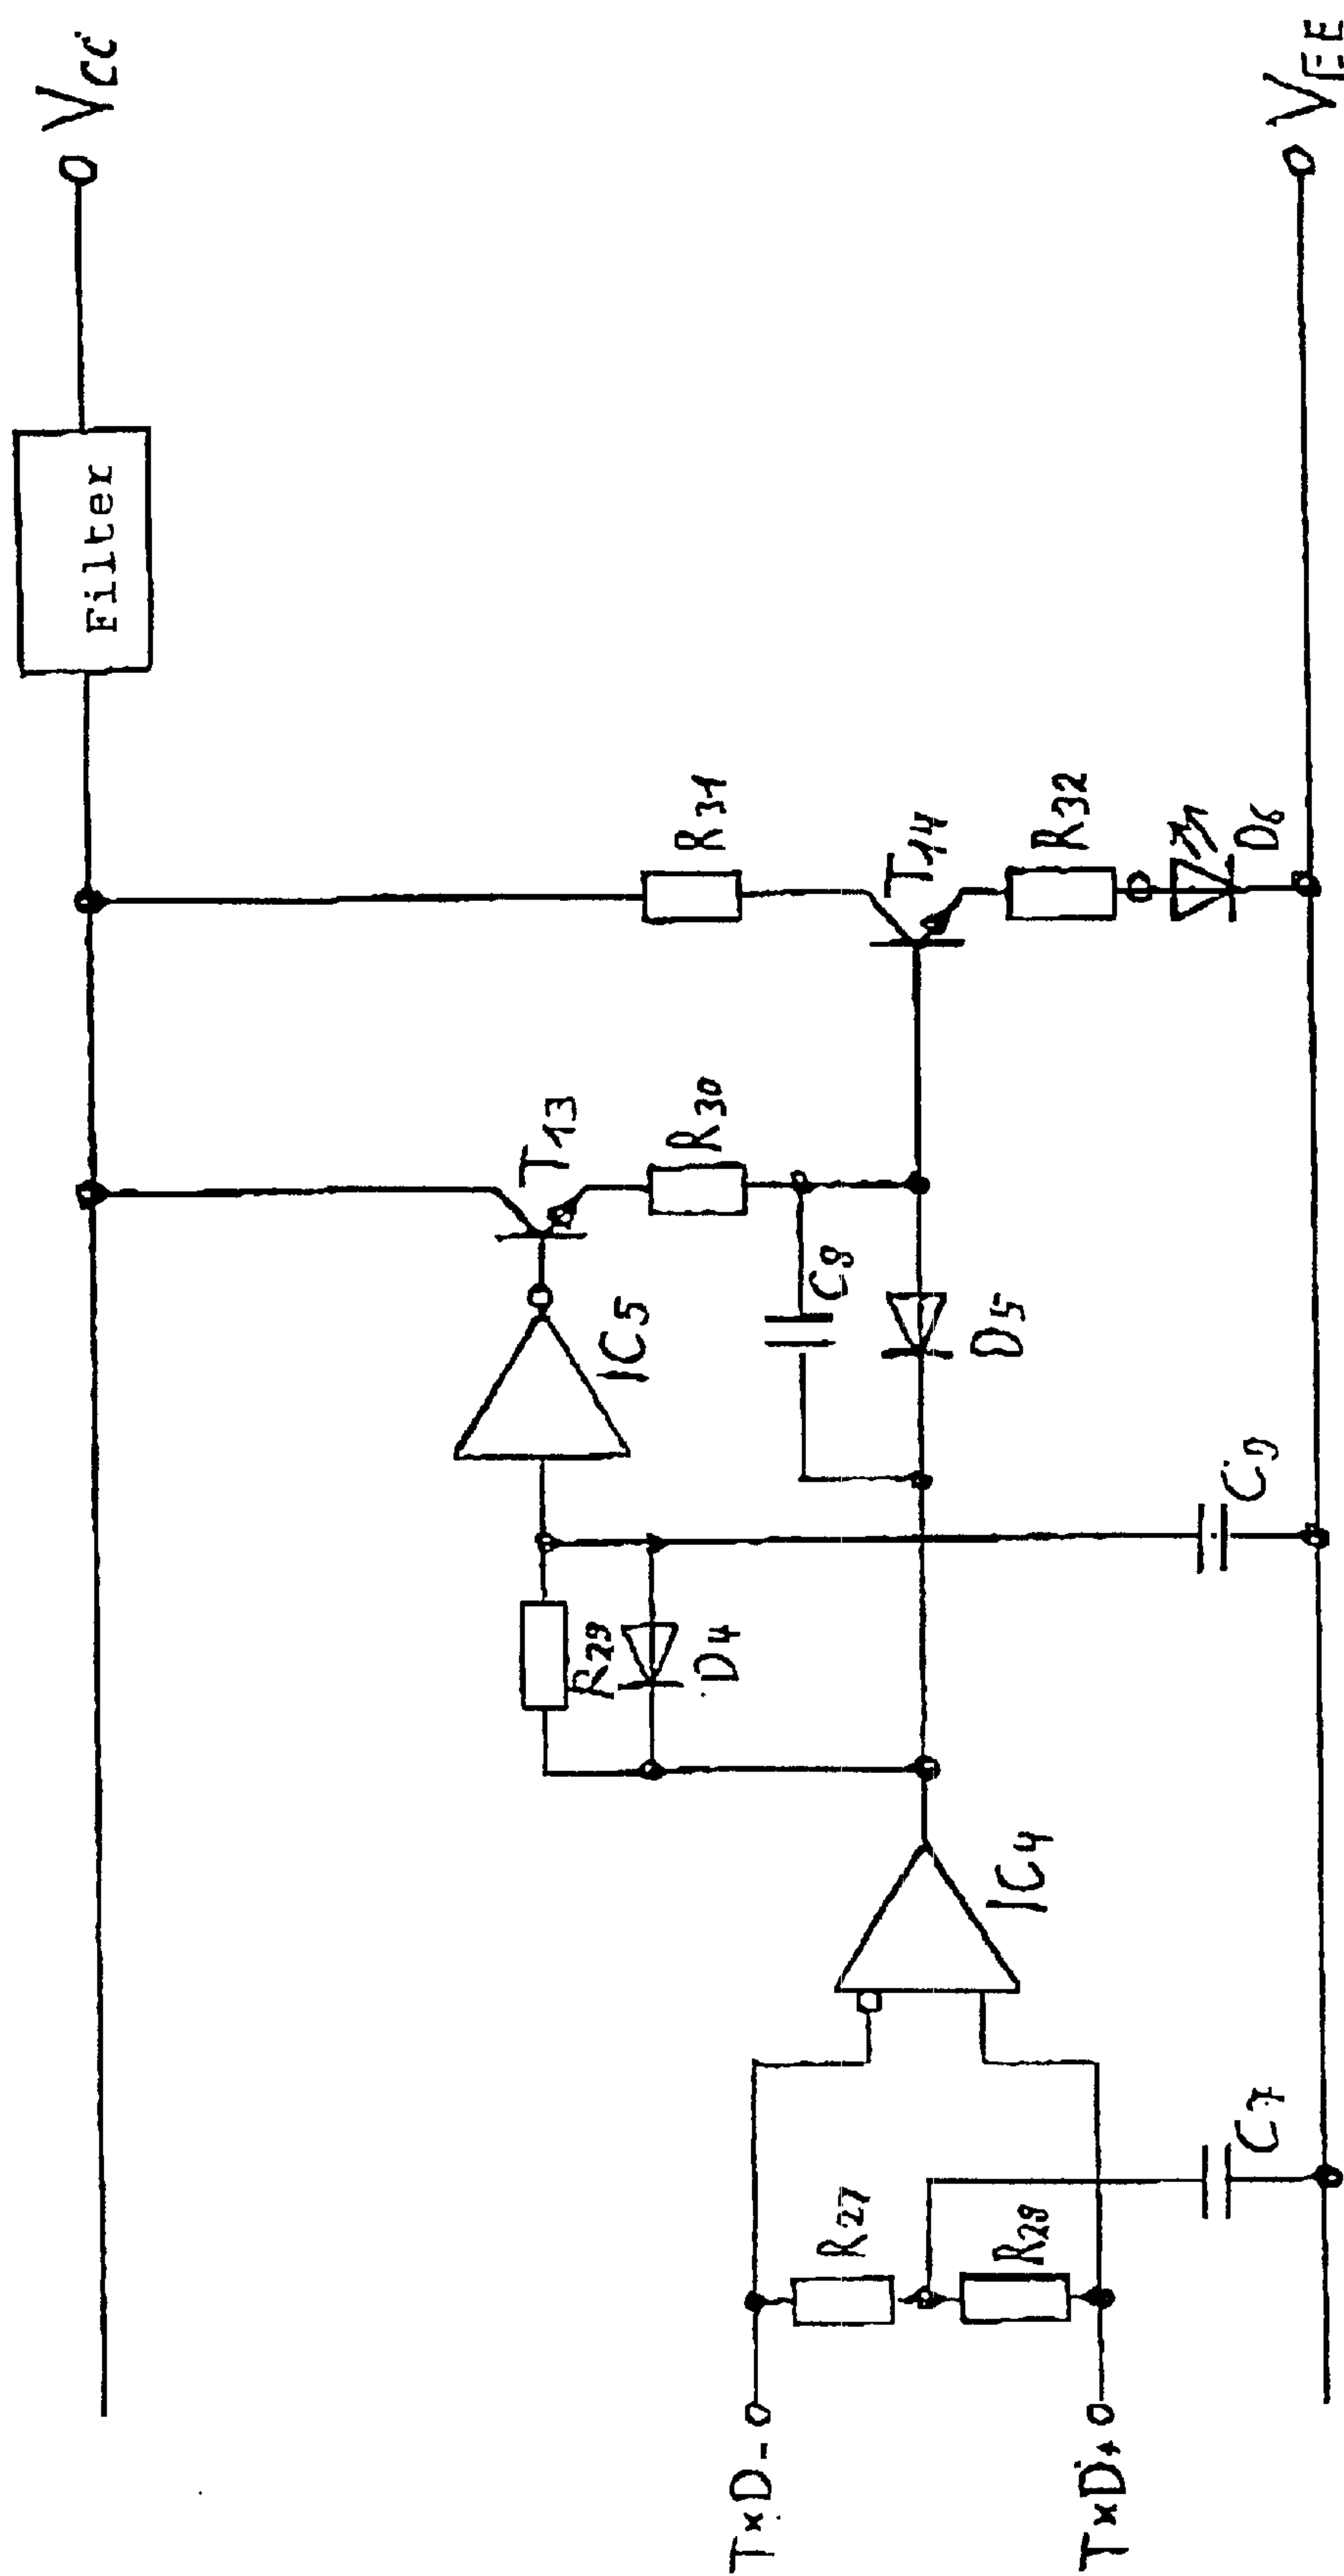 VCC
Filter
R31
T14
R32
D6
T13
R30
C8
D5
IC5
R29
D4
C9
IC4
R27
R28
C7
TxD-
TxD+
VEE